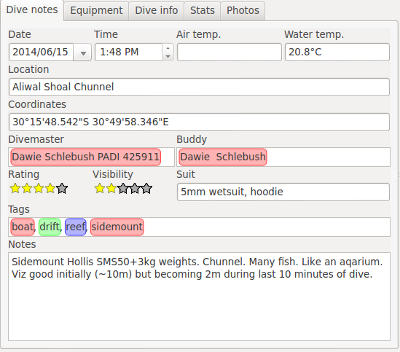 Dive notes Equipment Dive info Stats Photos
Date Time Air temp. Water temp.
2014/06/15 1:48 PM 20.8°C
Location
Aliwal Shoal Chunnel
Coordinates
30°15'48.542"S 30°49'58.346"E
Divemaster Buddy
Dawie Schlebush PADI 425911 Dawie Schlebush
Rating Visibility Suit
5mm wetsuit, hoodie
Tags
boat, drift, reef, sidemount
Notes
Sidemount Hollis SMS50+3kg weights. Chunnel. Many fish. Like an aqarium.
Viz good initially (~10m) but becoming 2m during last 10 minutes of dive.